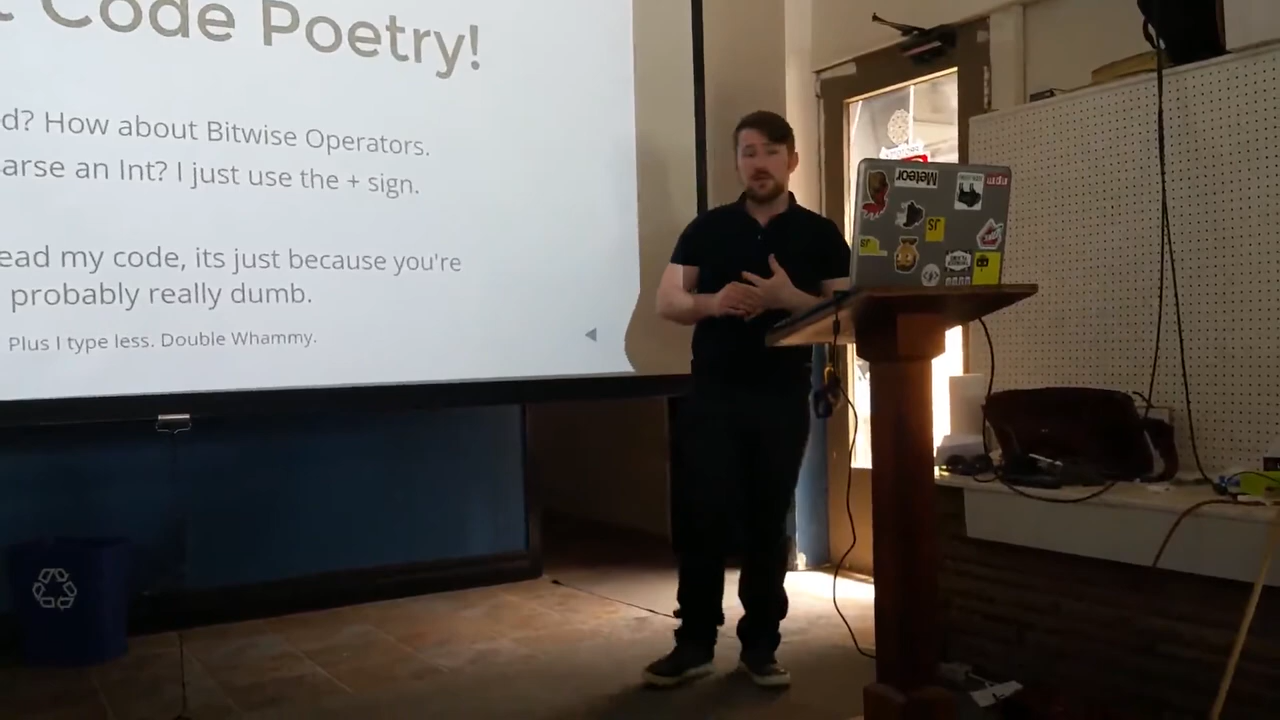 Code Poetry!
d? How about Bitwise Operators.
arse an Int? I just use the + sign.
ead my code, its just because you're
probably really dumb.
Plus I type less. Double Whammy.
Meteor
JS
JS